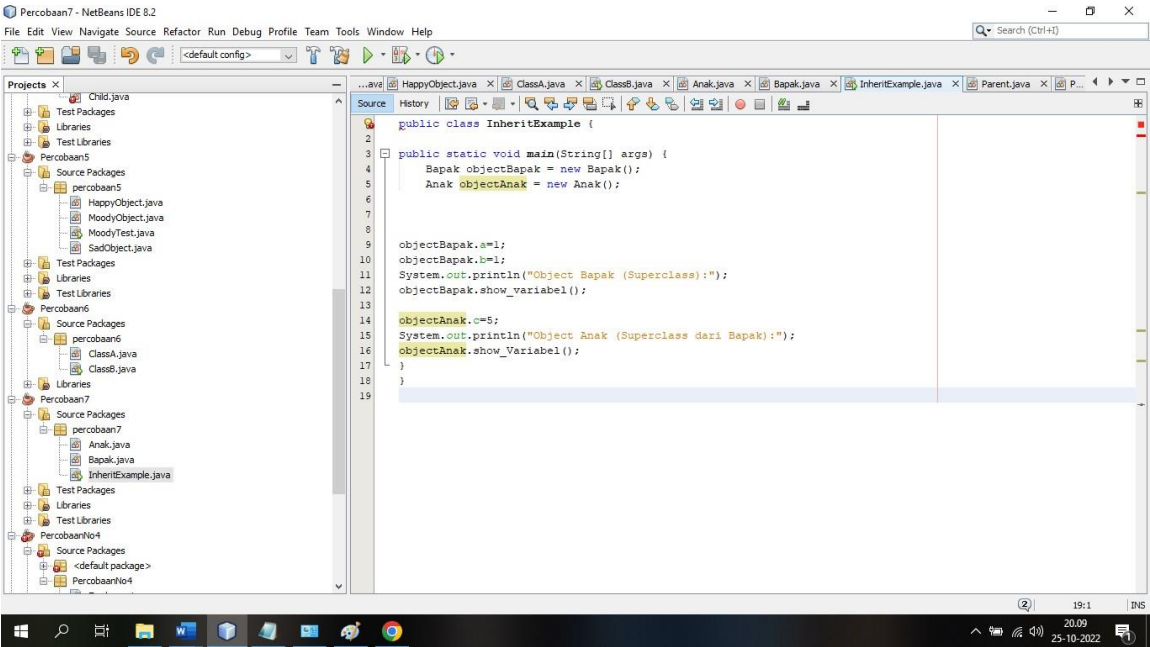 Percobaan7 - NetBeans IDE 8.2
File Edit View Navigate Source Refactor Run Debug Profile Team Tools Window Help
Search (Ctrl+I)
<default config>
Projects
Child.java
Test Packages
Libraries
Test Libraries
Percobaan5
Source Packages
percobaan5
HappyObject.java
MoodyObject.java
MoodyTest.java
SadObject.java
Test Packages
Libraries
Test Libraries
Percobaan6
Source Packages
percobaan6
ClassA.java
ClassB.java
Libraries
Percobaan7
Source Packages
percobaan7
Anak.java
Bapak.java
InheritExample.java
Test Packages
Libraries
Test Libraries
PercobaanNo4
Source Packages
<default package>
PercobaanNo4
...ava HappyObject.java ClassA.java ClassB.java Anak.java Bapak.java InheritExample.java Parent.java P...
Source History
public class InheritExample {
2
3 public static void main(String[] args) {
4 Bapak objectBapak = new Bapak();
5 Anak objectAnak = new Anak();
6
7
8
9 objectBapak.a=1;
10 objectBapak.b=1;
11 System.out.println("Object Bapak (Superclass):");
12 objectBapak.show_variabel();
13
14 objectAnak.c=5;
15 System.out.println("Object Anak (Superclass dari Bapak):");
16 objectAnak.show_Variabel();
17 }
18 }
19
2 19:1 INS
20.09
25-10-2022